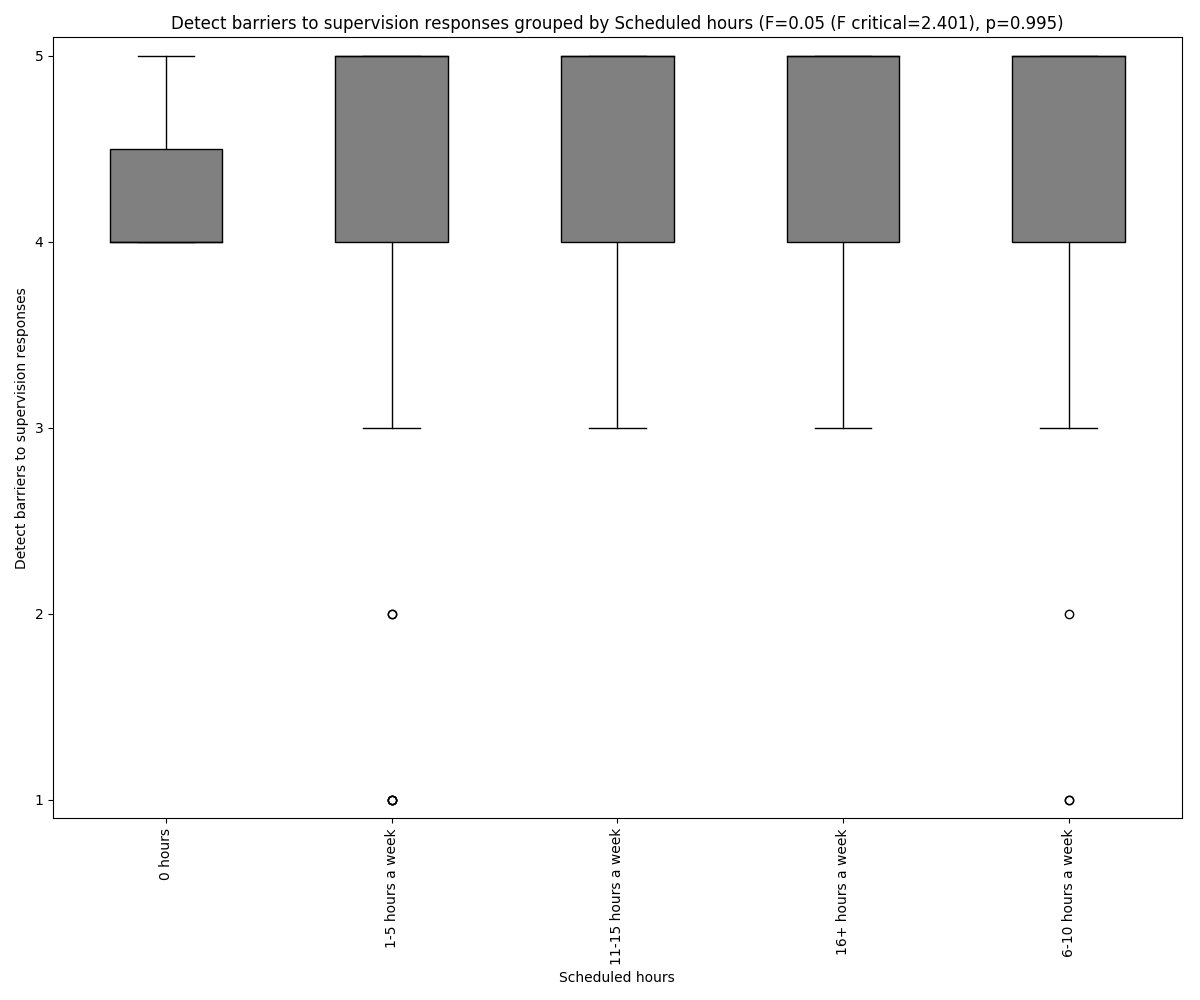 Detect barriers to supervision responses grouped by Scheduled hours (F=0.05 (F critical=2.401), p=0.995)
Detect barriers to supervision responses
5
4
3
2
1
0 hours
1-5 hours a week
11-15 hours a week
16+ hours a week
6-10 hours a week
Scheduled hours